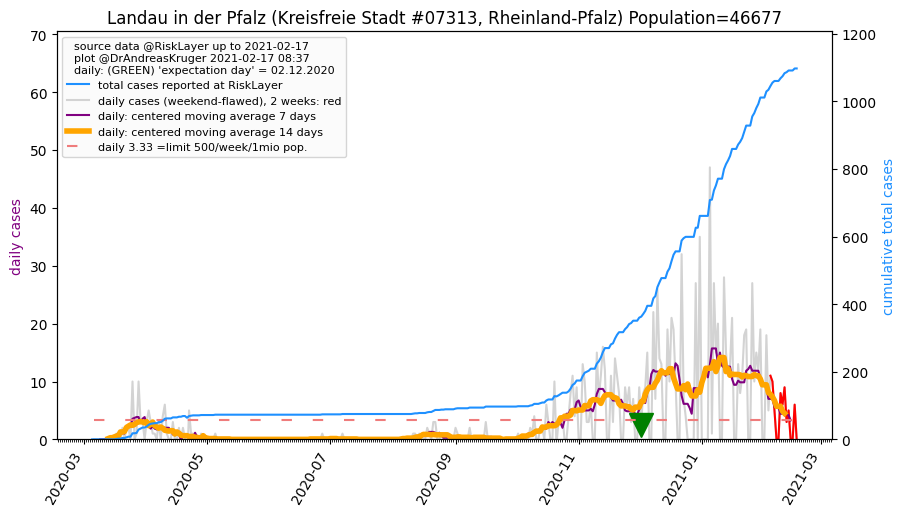 Landau in der Pfalz (Kreisfreie Stadt #07313, Rheinland-Pfalz) Population=46677
source data @RiskLayer up to 2021-02-17
plot @DrAndreasKruger 2021-02-17 08:37
daily: (GREEN) 'expectation day' = 02.12.2020
total cases reported at RiskLayer
daily cases (weekend-flawed), 2 weeks: red
daily: centered moving average 7 days
daily: centered moving average 14 days
daily 3.33 =limit 500/week/1mio pop.
daily cases
70
60
50
40
30
20
10
0
cumulative total cases
1200
1000
800
600
400
200
0
2020-03
2020-05
2020-07
2020-09
2020-11
2021-01
2021-03